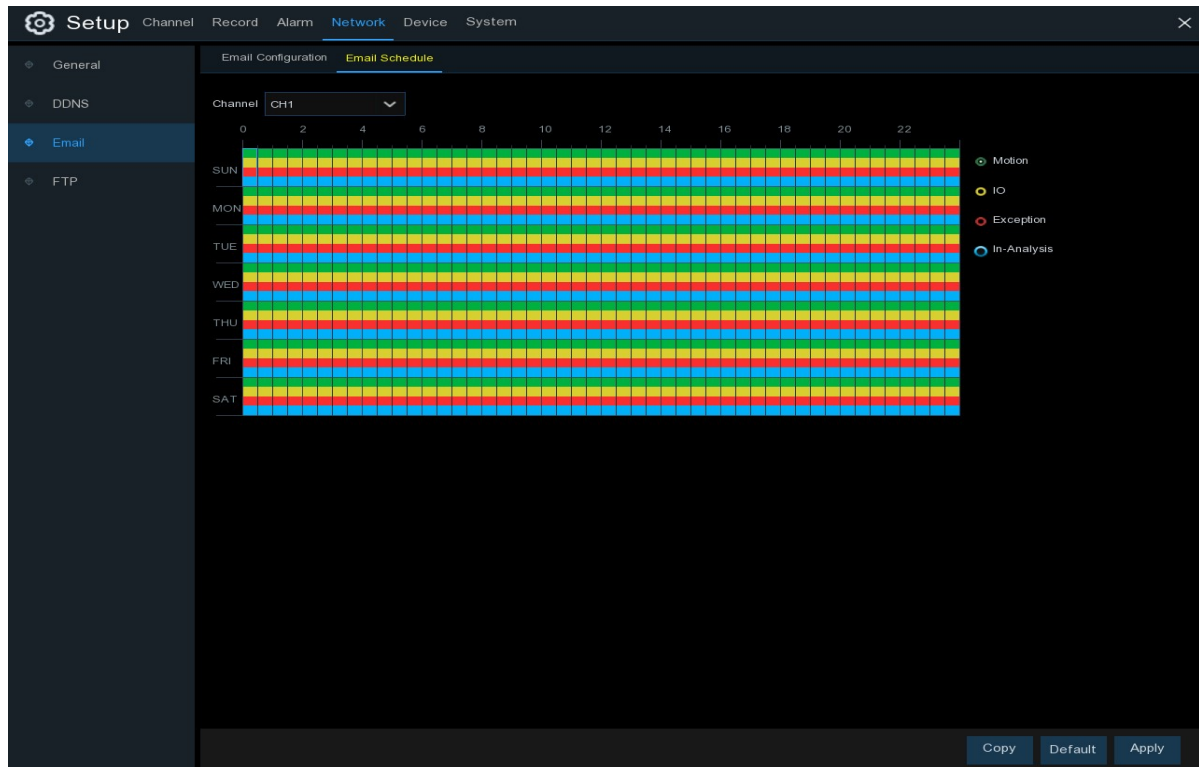 Setup Channel Record Alarm Network Device System
General
DDNS
Email
FTP
Email Configuration Email Schedule
Channel CH1
0 2 4 6 8 10 12 14 16 18 20 22
SUN
MON
TUE
WED
THU
FRI
SAT
Motion
IO
Exception
In-Analysis
Copy Default Apply